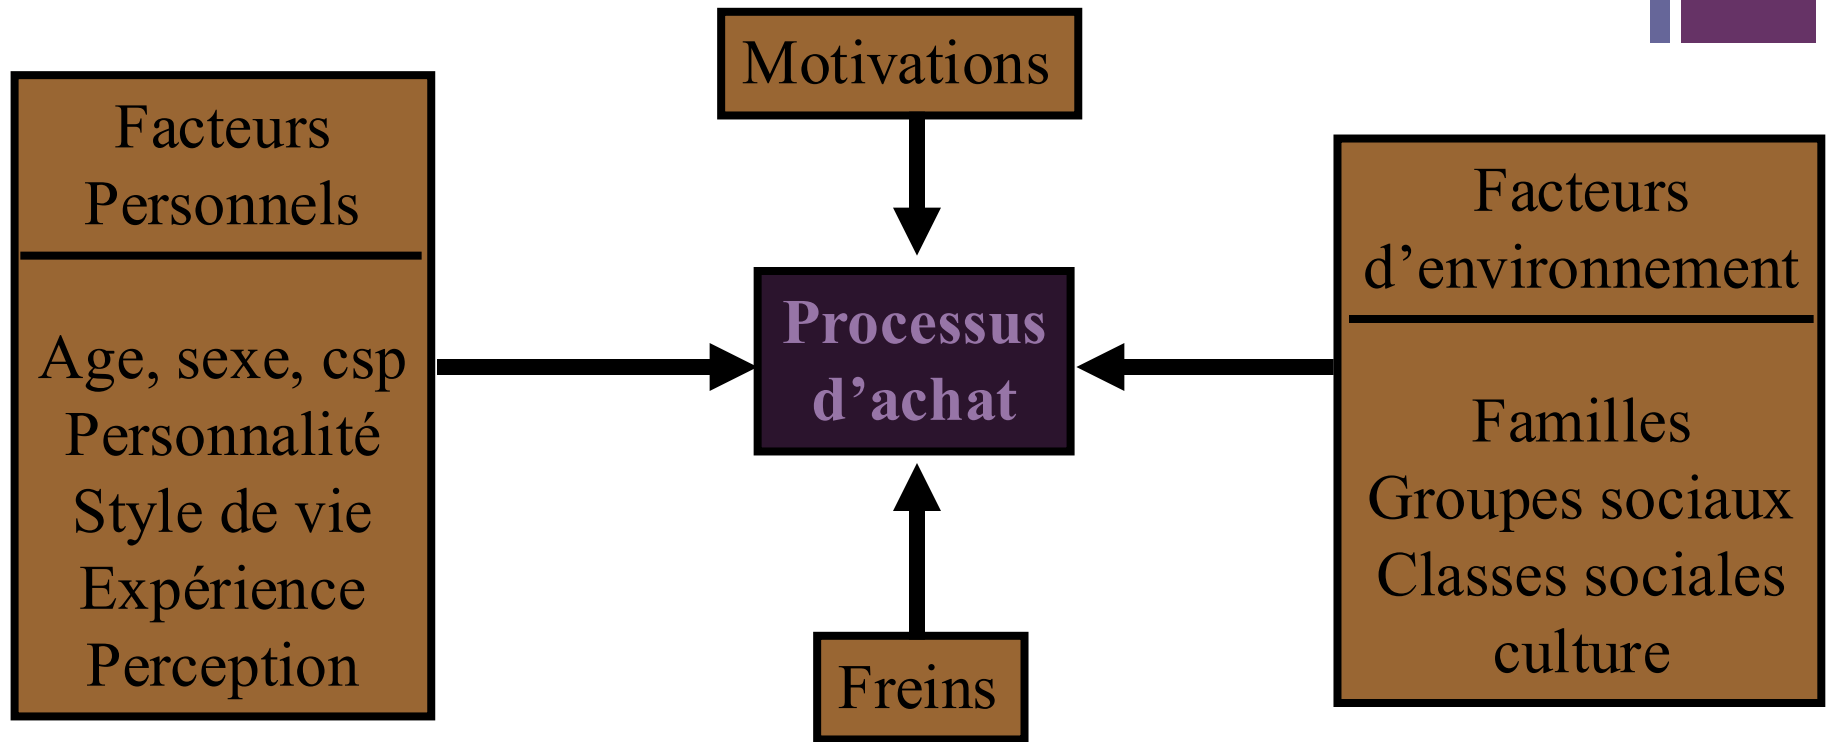 Motivations
Facteurs
Personnels
Age, sexe, csp
Personnalité
Style de vie
Expérience
Perception
Processus
d’achat
Facteurs
d’environnement
Familles
Groupes sociaux
Classes sociales
culture
Freins